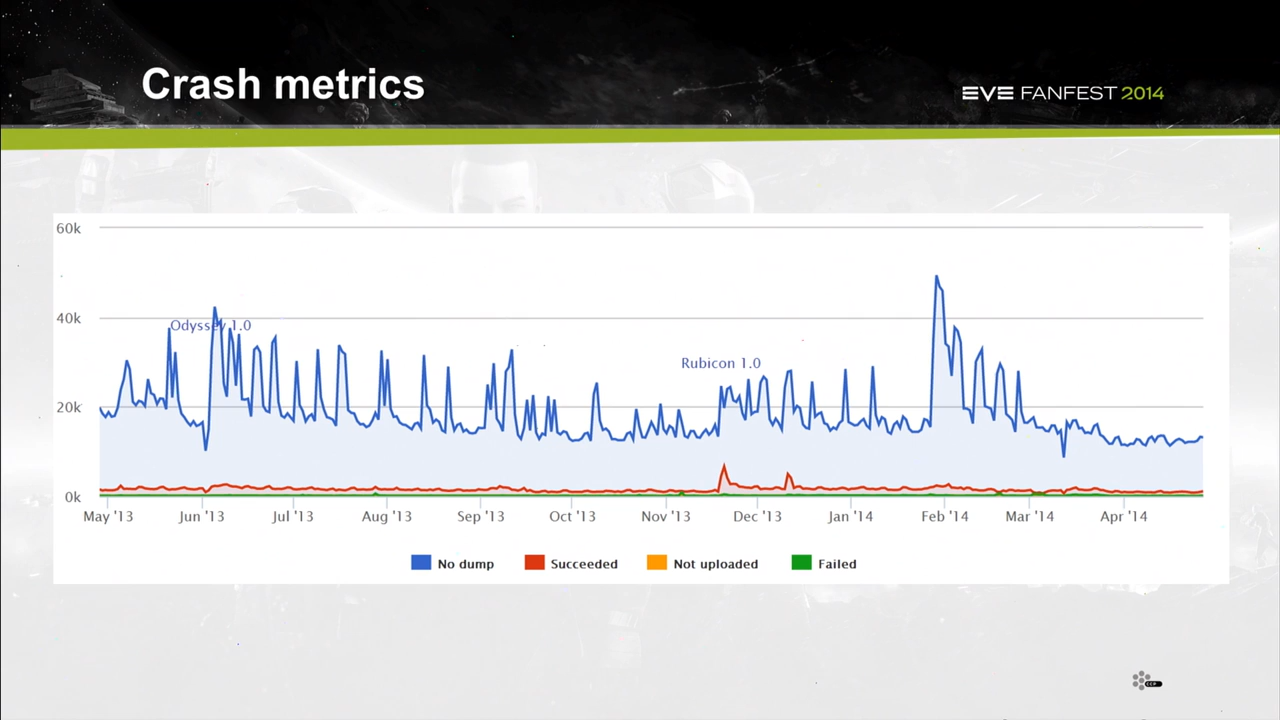 Crash metrics
EVE FANFEST 2014
60k
40k
20k
0k
Odyssey 1.0
Rubicon 1.0
May '13 Jun '13 Jul '13 Aug '13 Sep '13 Oct '13 Nov '13 Dec '13 Jan '14 Feb '14 Mar '14 Apr '14
No dump Succeeded Not uploaded Failed
CCP